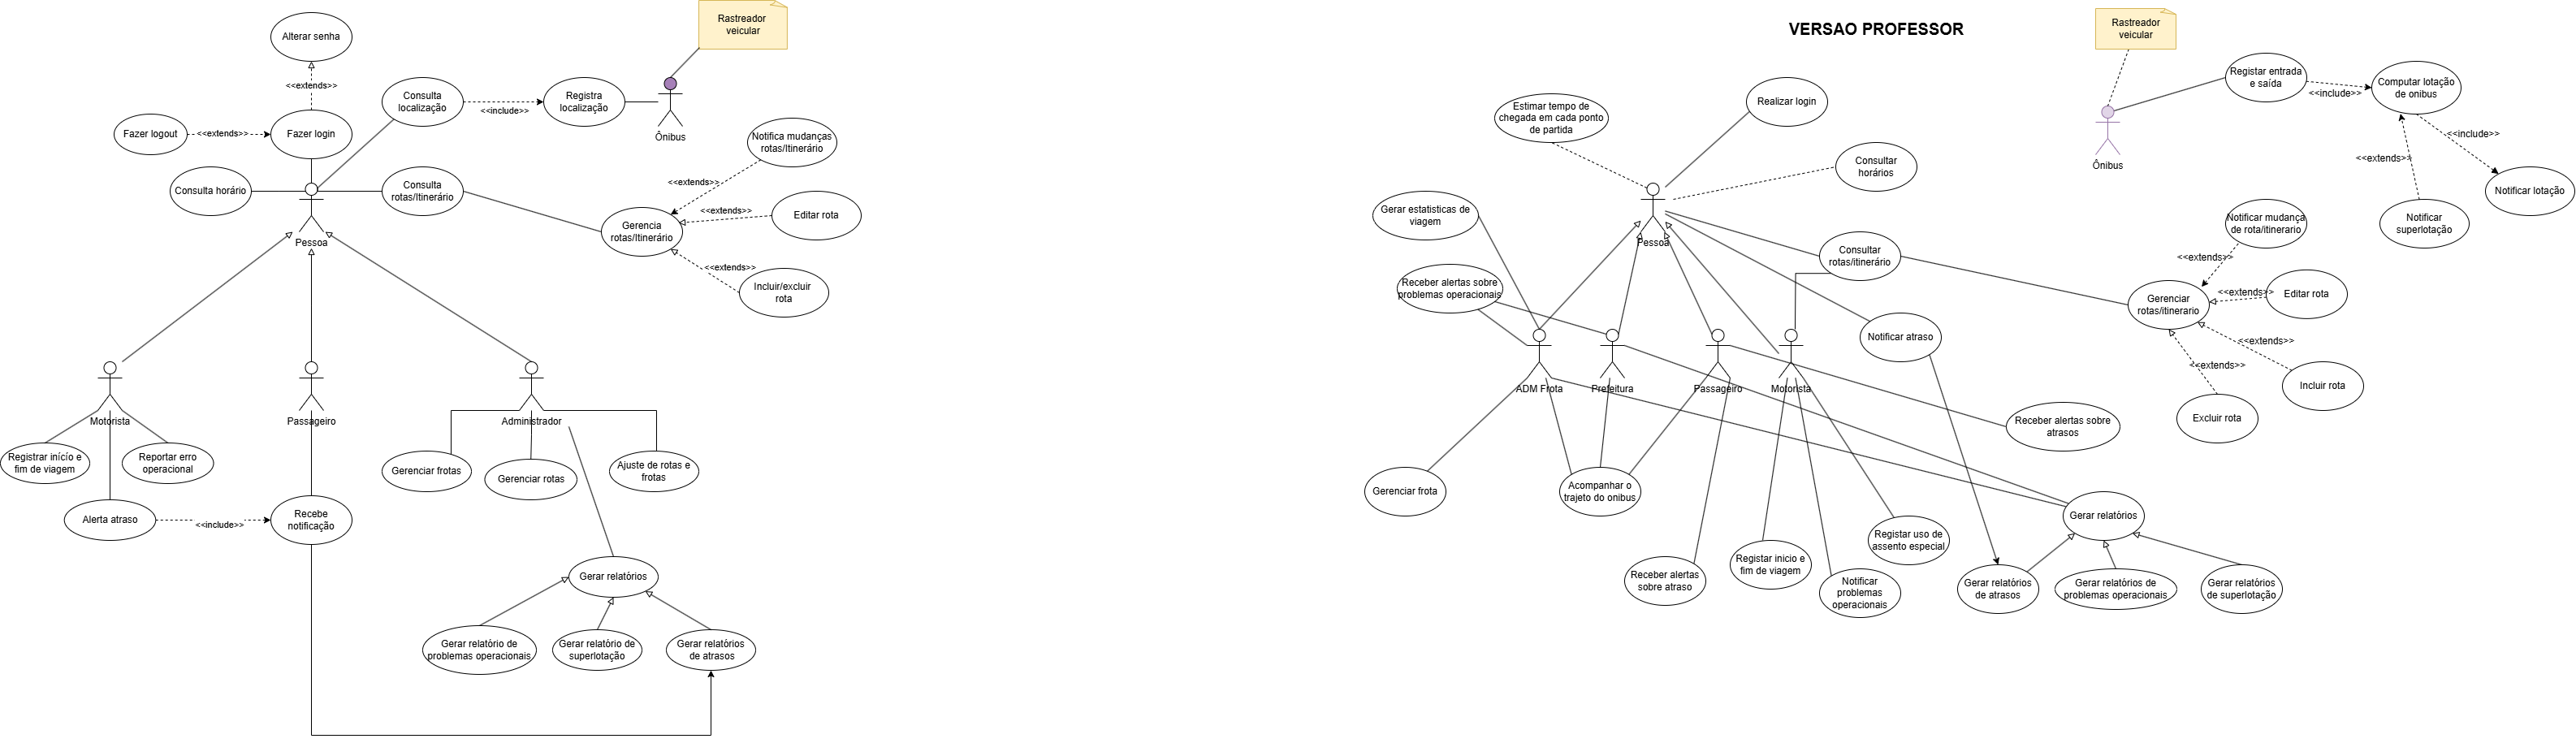 Rastreador
veicular
Alterar senha
<<extends>>
Consulta
localização
<<include>>
Registra
localização
Ônibus
Fazer logout
<<extends>>
Fazer login
Notifica mudanças
rotas/Itinerário
<<extends>>
Consulta horário
Consulta
rotas/Itinerário
<<extends>>
Editar rota
Gerencia
rotas/Itinerário
Pessoa
<<extends>>
Incluir/excluir
rota
Motorista
Passageiro
Administrador
Registrar inícío e
fim de viagem
Reportar erro
operacional
Gerenciar frotas
Gerenciar rotas
Ajuste de rotas e
frotas
Alerta atraso
<<include>>
Recebe
notificação
Gerar relatórios
Gerar relatório de
problemas operacionais
Gerar relatório de
superlotação
Gerar relatórios
de atrasos
VERSAO PROFESSOR
Rastreador
veicular
Registar entrada
e saída
<<include>>
Computar lotação
de onibus
Realizar login
Estimar tempo de
chegada em cada ponto
de partida
Ônibus
<<include>>
<<extends>>
Consultar
horários
Notificar lotação
Gerar estatisticas de
viagem
Notificar
superlotação
Notificar mudança
de rota/itinerario
Pessoa
Consultar
rotas/itinerário
<<extends>>
Receber alertas sobre
problemas operacionais
<<extends>>
Editar rota
Gerenciar
rotas/itinerario
Notificar atraso
<<extends>>
<<extends>>
ADM Frota
Prefeitura
Passageiro
Motorista
Incluir rota
Excluir rota
Receber alertas sobre
atrasos
Gerenciar frota
Acompanhar o
trajeto do onibus
Gerar relatórios
Registar uso de
assento especial
Registar inicio e
fim de viagem
Receber alertas
sobre atraso
Notificar
problemas
operacionais
Gerar relatórios
de atrasos
Gerar relatórios de
problemas operacionais
Gerar relatórios
de superlotação